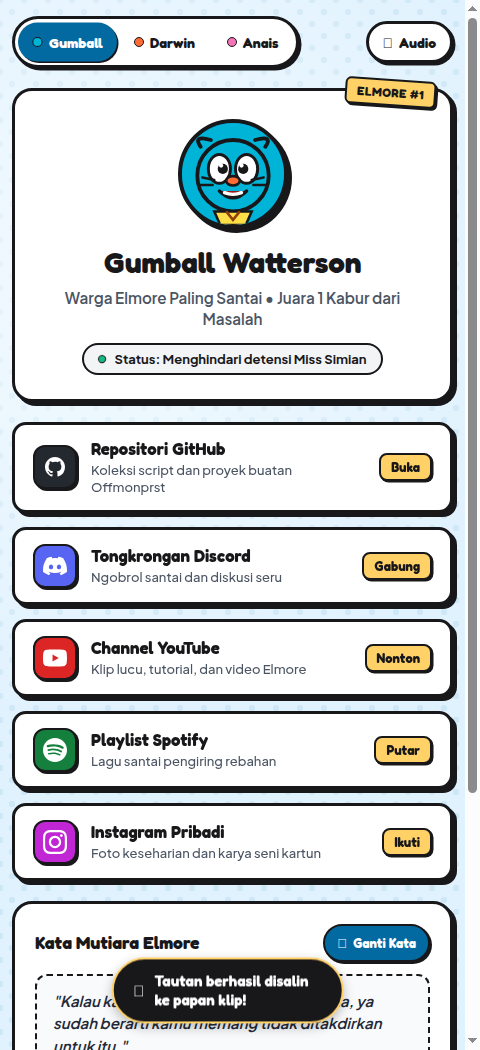 Gumball
Darwin
Anais
Audio
ELMORE #1
Gumball Watterson
Warga Elmore Paling Santai • Juara 1 Kabur dari
Masalah
Status: Menghindari detensi Miss Simian
Repositori GitHub
Koleksi script dan proyek buatan
Offmonprst
Buka
Tongkrongan Discord
Ngobrol santai dan diskusi seru
Gabung
Channel YouTube
Klip lucu, tutorial, dan video Elmore
Nonton
Playlist Spotify
Lagu santai pengiring rebahan
Putar
Instagram Pribadi
Foto keseharian dan karya seni kartun
Ikuti
Kata Mutiara Elmore
Ganti Kata
Tautan berhasil disalin
ke papan klip!
"Kalau ya
sudah berarti kamu memang tidak ditakdirkan
untuk itu."